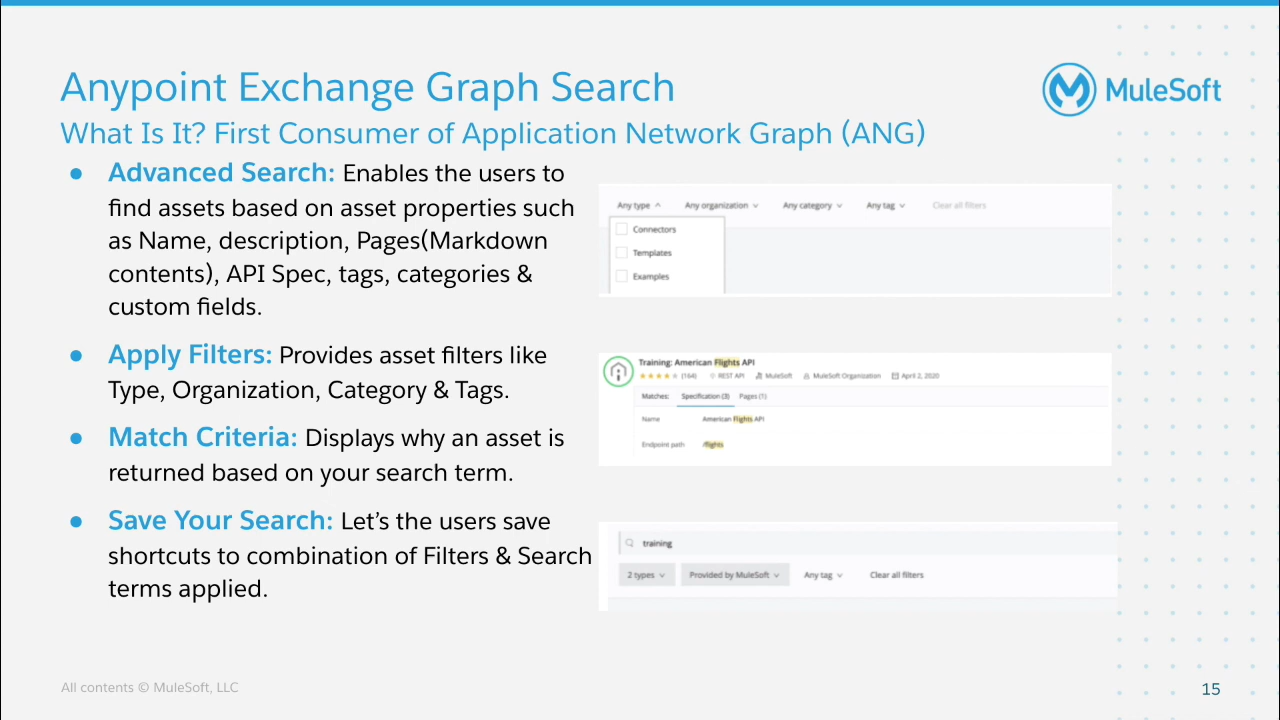 Anypoint Exchange Graph Search
MuleSoft
What Is It? First Consumer of Application Network Graph (ANG)
● Advanced Search: Enables the users to
find assets based on asset properties such
as Name, description, Pages(Markdown
contents), API Spec, tags, categories &
custom fields.
● Apply Filters: Provides asset filters like
Type, Organization, Category & Tags.
● Match Criteria: Displays why an asset is
returned based on your search term.
● Save Your Search: Let’s the users save
shortcuts to combination of Filters & Search
terms applied.
Any type Any organization Any category Any tag Clear all filters
Connectors
Templates
Examples
Training: American Flights API
(164) REST API MuleSoft MuleSoft Organization April 2, 2020
Matches: Specification (3) Pages (1)
Name American Flights API
Endpoint path /flights
training
2 types Provided by MuleSoft Any tag Clear all filters
All contents © MuleSoft, LLC
15